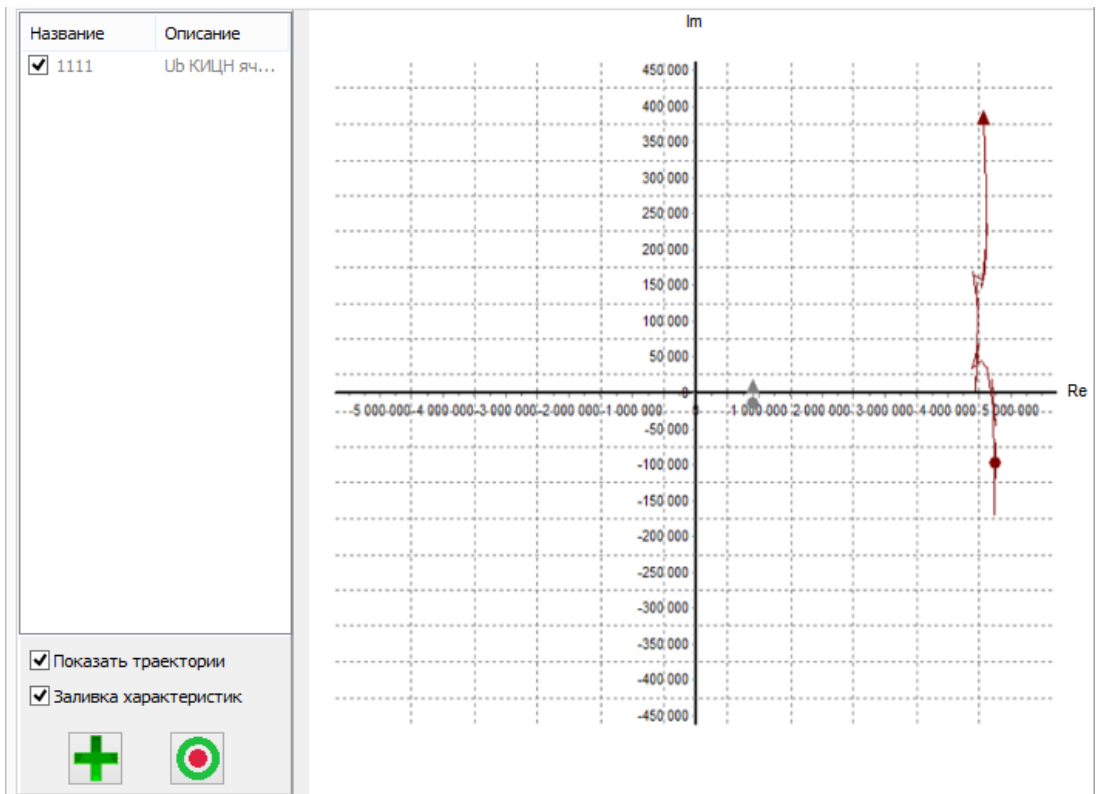 Название Описание
1111 Ub КИЦН яч...
Показать траектории
Заливка характеристик
Im
450 000
400 000
350 000
300 000
250 000
200 000
150 000
100 000
50 000
0
-5 000 000 -4 000 000 -3 000 000 -2 000 000 -1 000 000 0 1 000 000 2 000 000 3 000 000 4 000 000 5 000 000
Re
-50 000
-100 000
-150 000
-200 000
-250 000
-300 000
-350 000
-400 000
-450 000